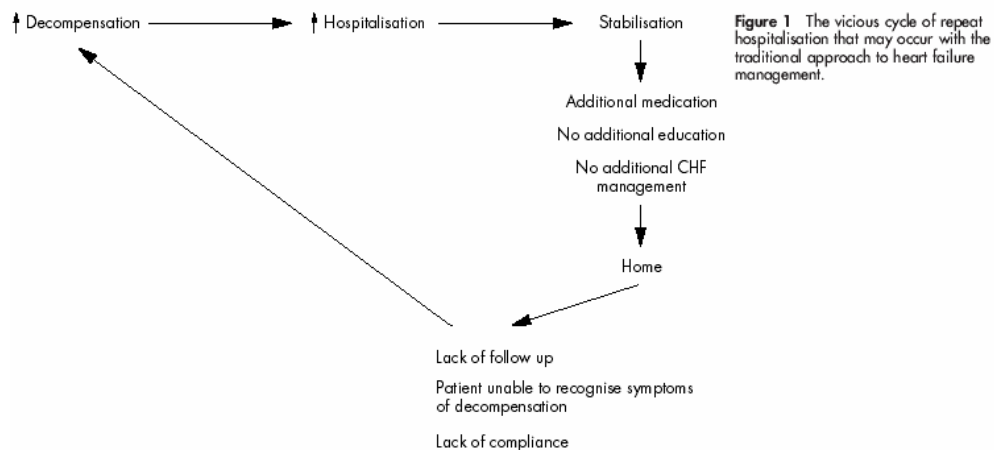 ↑ Decompensation
↑ Hospitalisation
Stabilisation
Figure 1 The vicious cycle of repeat
hospitalisation that may occur with the
traditional approach to heart failure
management.
Additional medication
No additional education
No additional CHF
management
Home
Lack of follow up
Patient unable to recognise symptoms
of decompensation
Lack of compliance